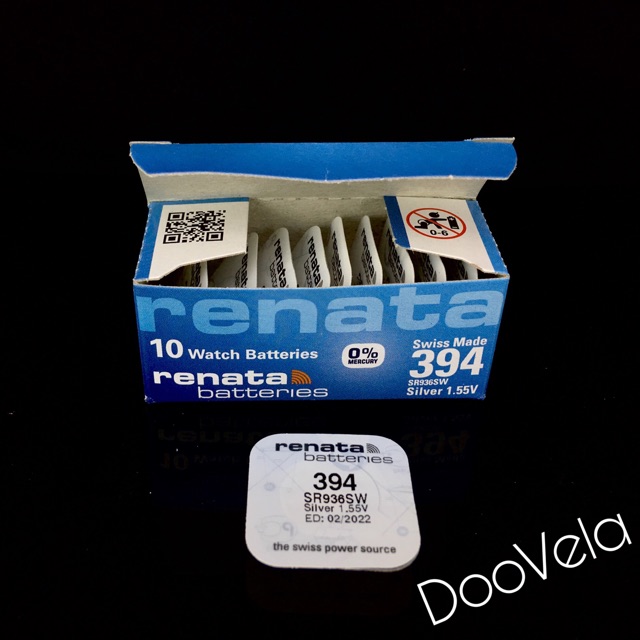 0-6
renata
10 Watch Batteries
0%
MERCURY
Swiss Made
394
SR936SW
Silver 1.55V
renata
batteries
renata
batteries
394
SR936SW
Silver 1.55V
ED: 02/2022
the swiss power source
DooVela